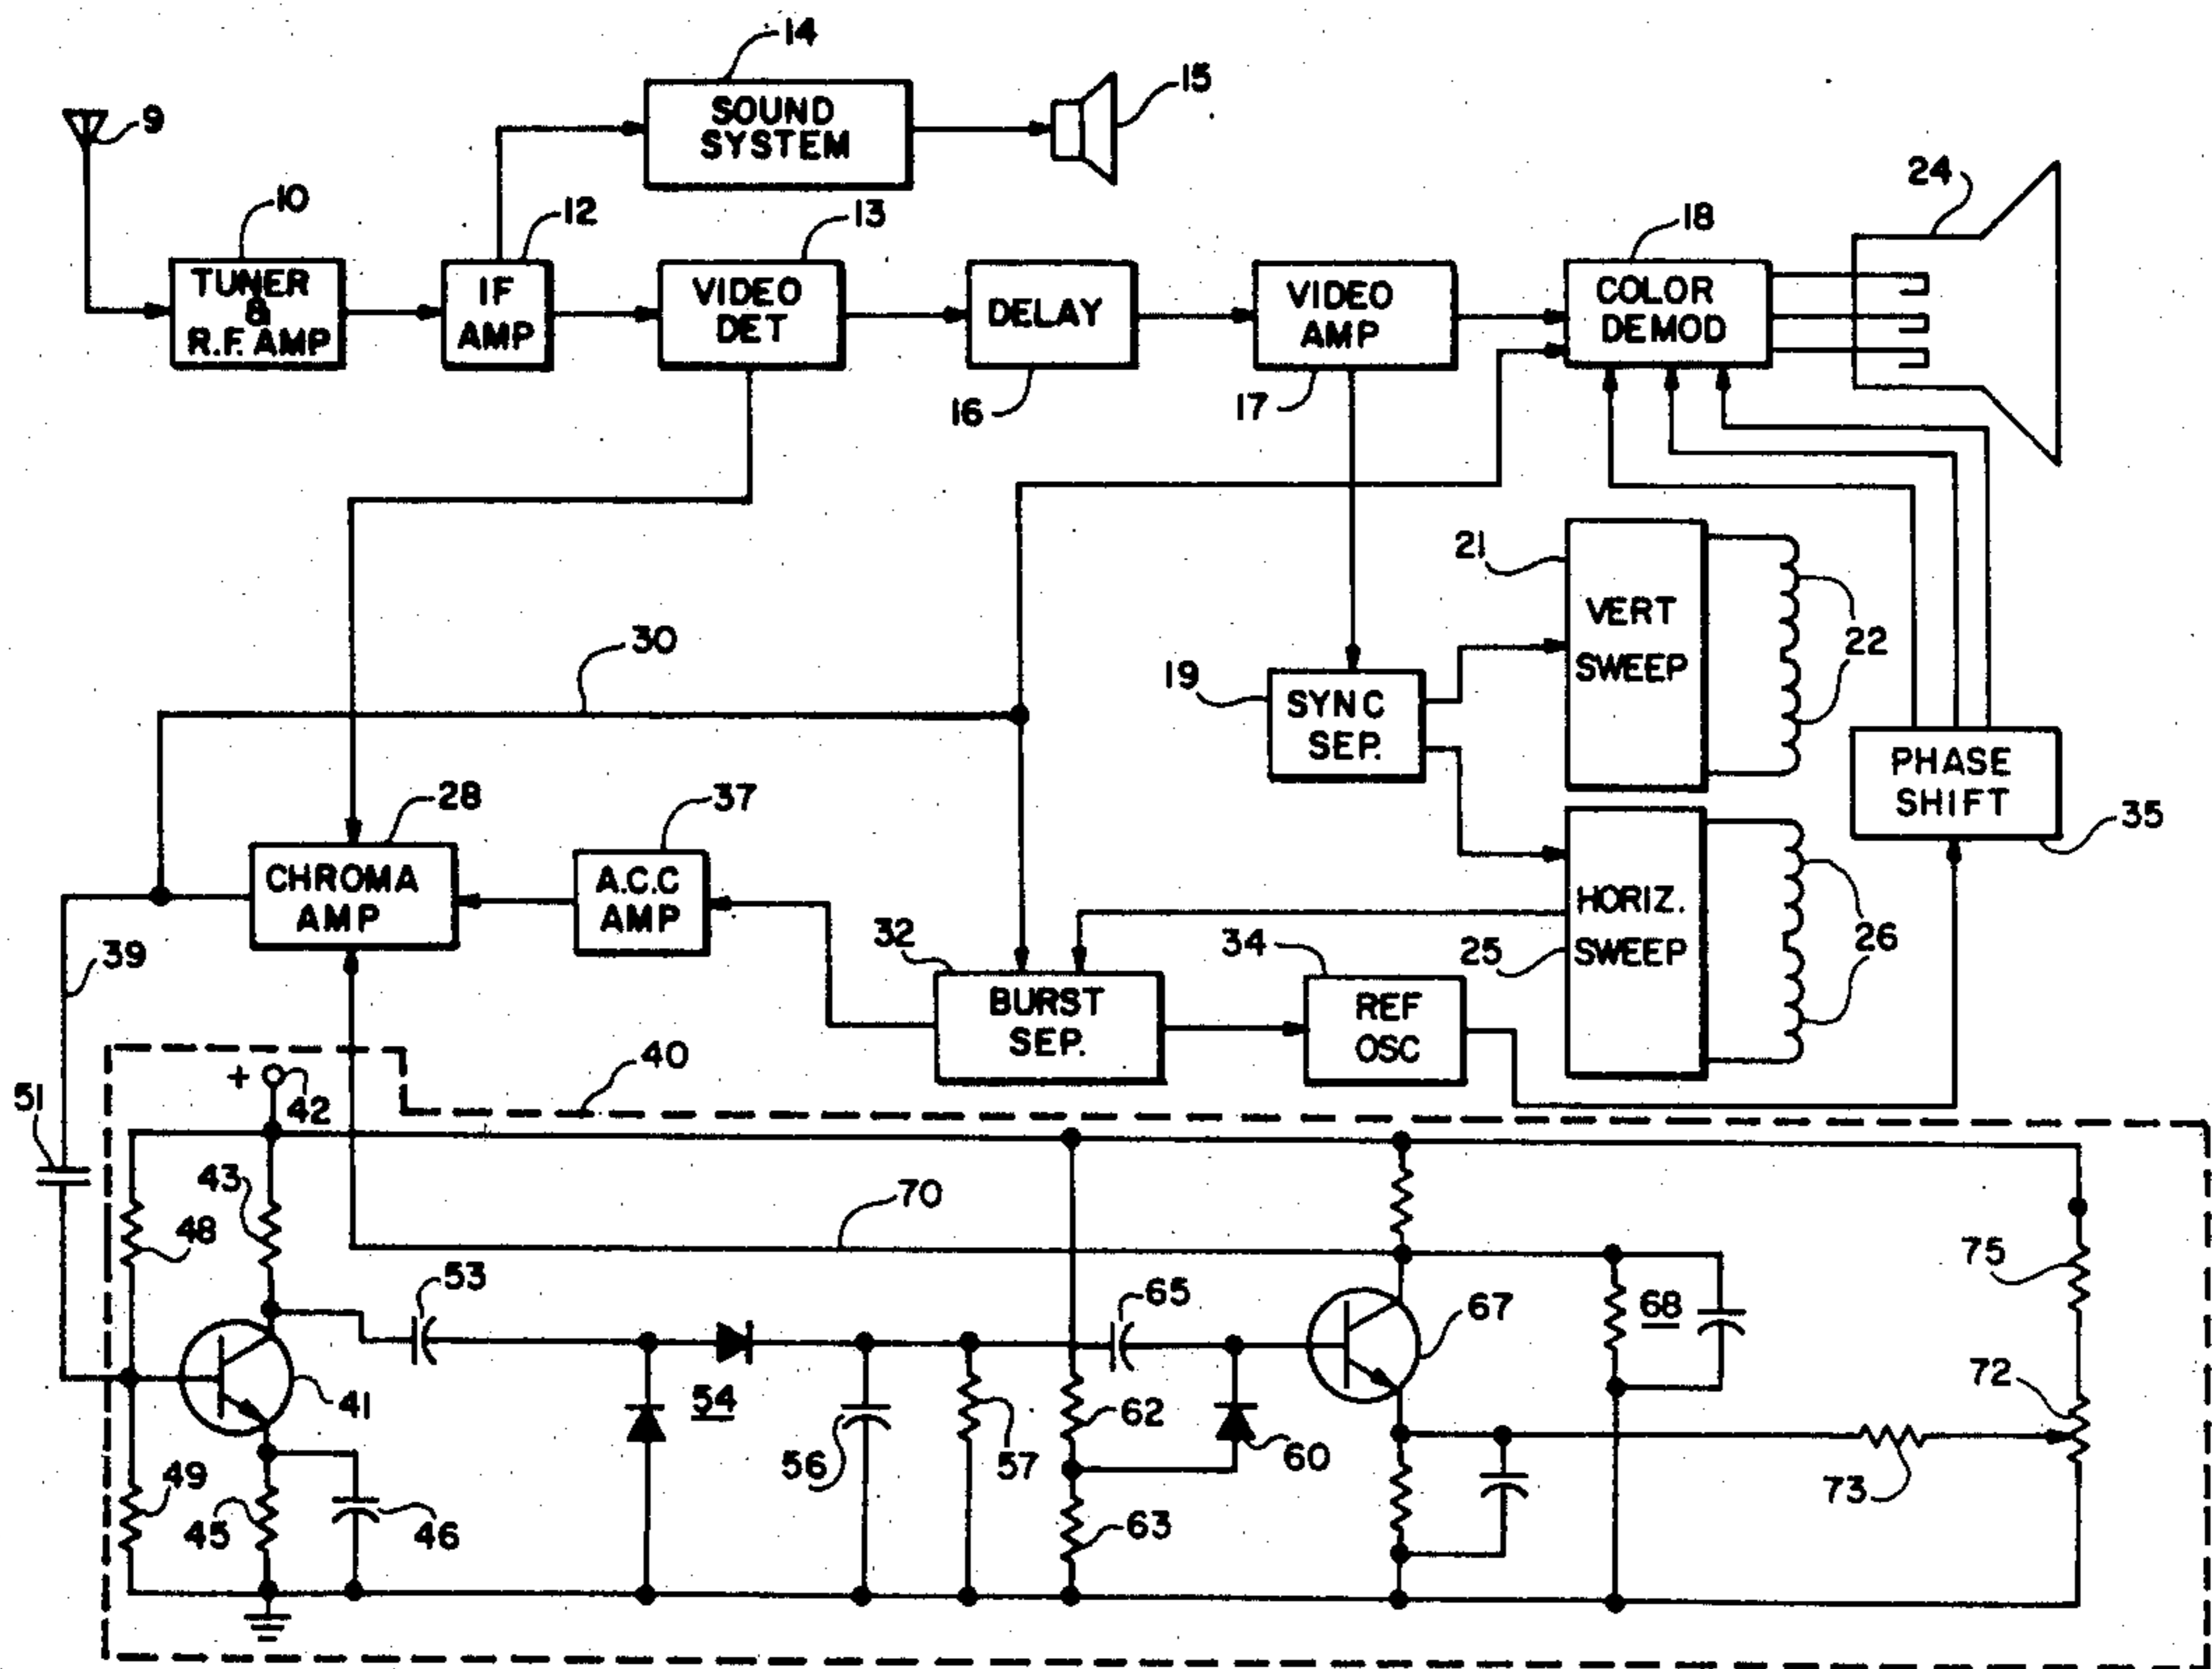 14
SOUND
SYSTEM
15
9
10
TUNER
&
R.F. AMP
12
IF
AMP
13
VIDEO
DET
DELAY
16
VIDEO
AMP
17
18
COLOR
DEMOD
24
21
VERT
SWEEP
22
30
19
SYNC
SEP.
PHASE
SHIFT
35
28
CHROMA
AMP
37
A.C.C
AMP
HORIZ.
SWEEP
25
26
39
32
BURST
SEP.
34
REF
OSC
40
+
42
51
43
48
70
53
65
67
68
75
41
54
62
72
49
45
46
56
57
60
63
73